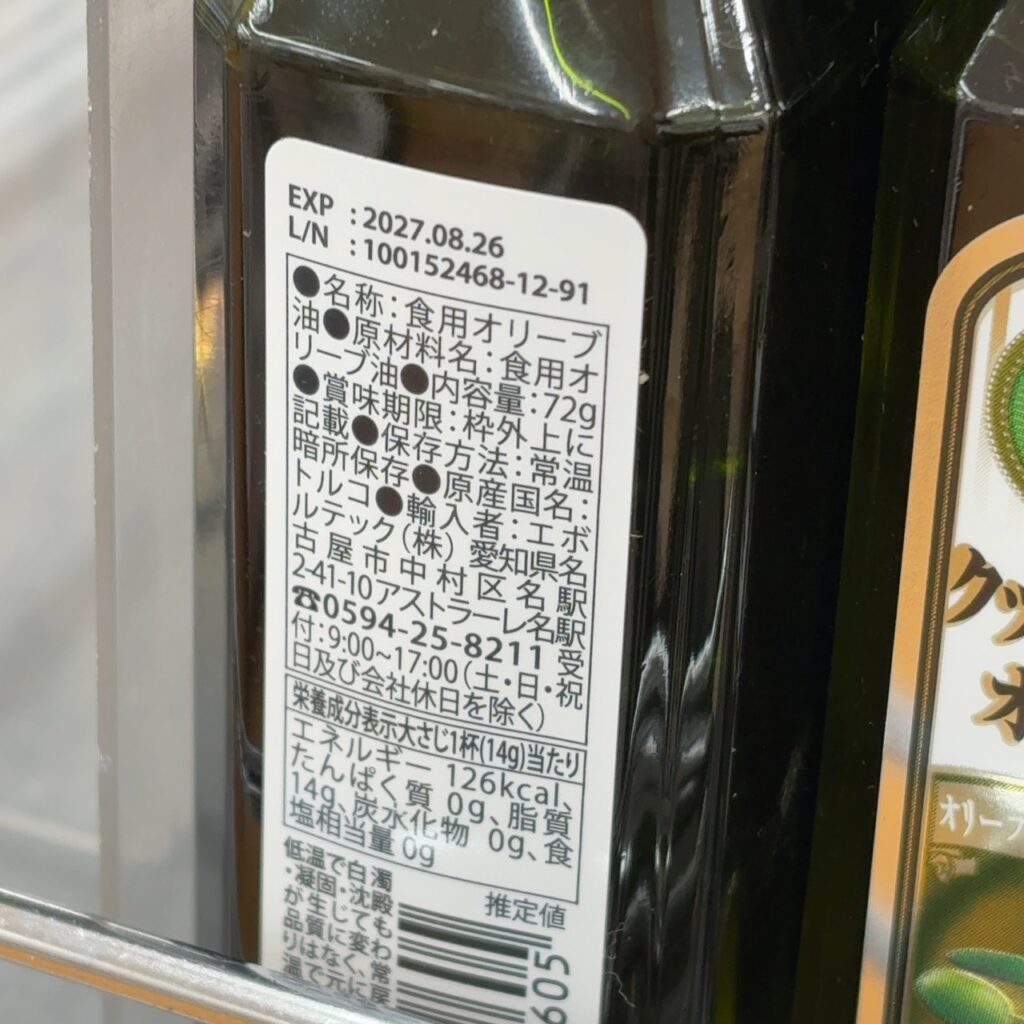 EXP : 2027.08.26
L/N : 100152468-12-91
●名称:食用オリーブ
油●原材料名:食用オ
リーブ油●内容量:72g
●賞味期限:枠外上に
記載●保存方法:常温
暗所保存●原産国名:
トルコ●輸入者:エボ
ルテック(株) 愛知県名
古屋市中村区名駅
2-41-10アストラーレ名駅
☎0594-25-8211 受
付:9:00~17:00(土・日・祝
日及び会社休日を除く)
栄養成分表示大さじ1杯(14g)当たり
エネルギー 126kcal、
たんぱく質 0g、脂質
14g、炭水化物 0g、食
塩相当量 0g
推定値
低温で白濁
・凝固・沈殿
が生じても
品質に変わ
りはなく、常
温で元に戻
605
オリーブ